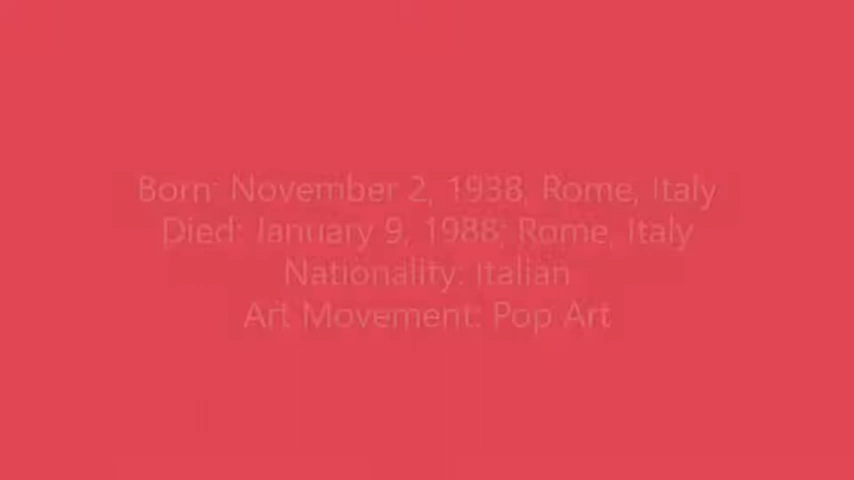 Born: November 2, 1938, Rome, Italy
Died: January 9, 1988; Rome, Italy
Nationality: Italian
Art Movement: Pop Art